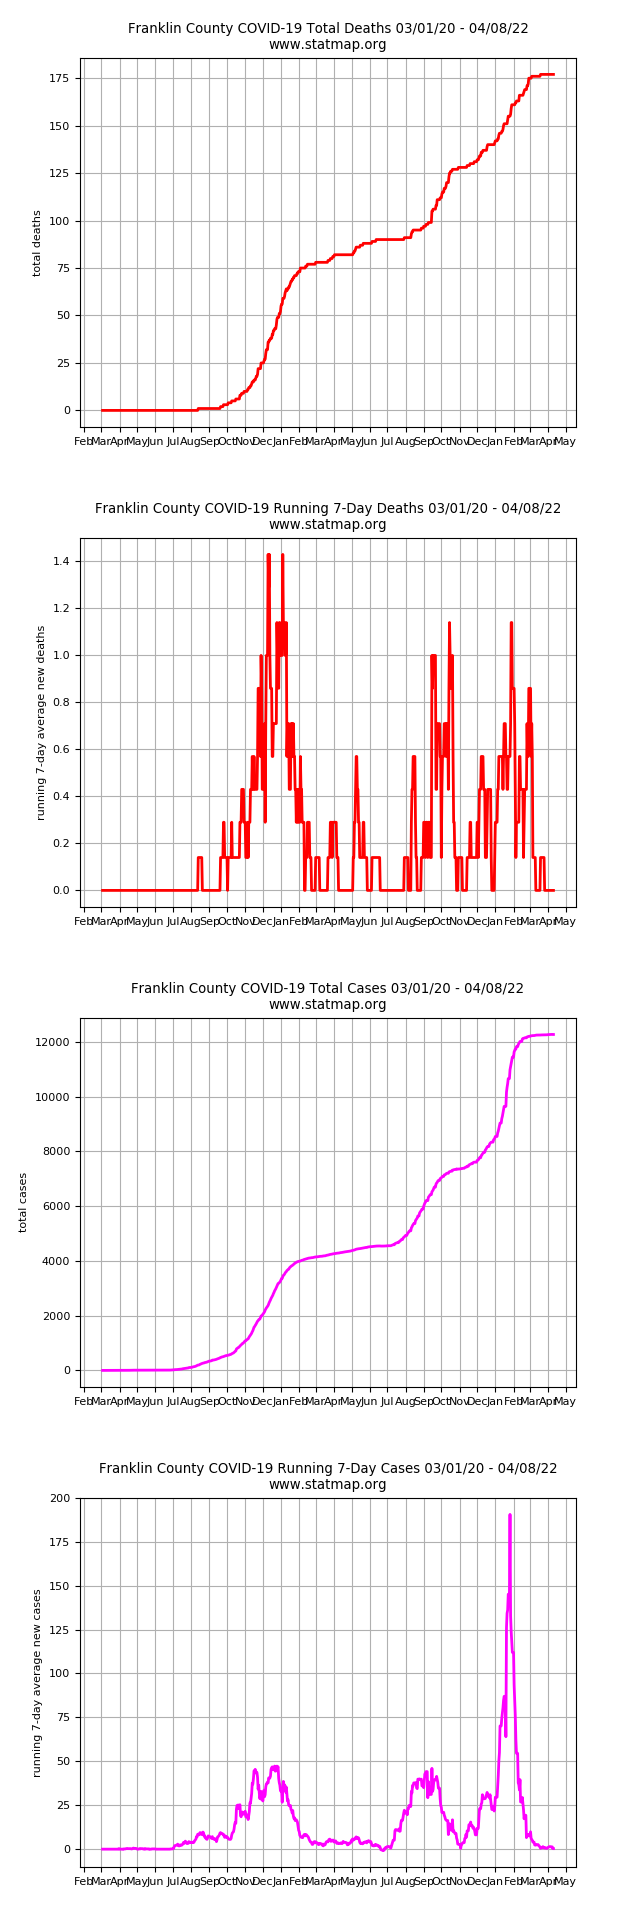 Franklin County COVID-19 Total Deaths 03/01/20 - 04/08/22
www.statmap.org
175
150
125
100
75
50
25
0
total deaths
Feb Mar Apr May Jun Jul Aug Sep Oct Nov Dec Jan Feb Mar Apr May Jun Jul Aug Sep Oct Nov Dec Jan Feb Mar Apr May
Franklin County COVID-19 Running 7-Day Deaths 03/01/20 - 04/08/22
www.statmap.org
1.4
1.2
1.0
0.8
0.6
0.4
0.2
0.0
running 7-day average new deaths
Feb Mar Apr May Jun Jul Aug Sep Oct Nov Dec Jan Feb Mar Apr May Jun Jul Aug Sep Oct Nov Dec Jan Feb Mar Apr May
Franklin County COVID-19 Total Cases 03/01/20 - 04/08/22
www.statmap.org
12000
10000
8000
6000
4000
2000
0
total cases
Feb Mar Apr May Jun Jul Aug Sep Oct Nov Dec Jan Feb Mar Apr May Jun Jul Aug Sep Oct Nov Dec Jan Feb Mar Apr May
Franklin County COVID-19 Running 7-Day Cases 03/01/20 - 04/08/22
www.statmap.org
200
175
150
125
100
75
50
25
0
running 7-day average new cases
Feb Mar Apr May Jun Jul Aug Sep Oct Nov Dec Jan Feb Mar Apr May Jun Jul Aug Sep Oct Nov Dec Jan Feb Mar Apr May